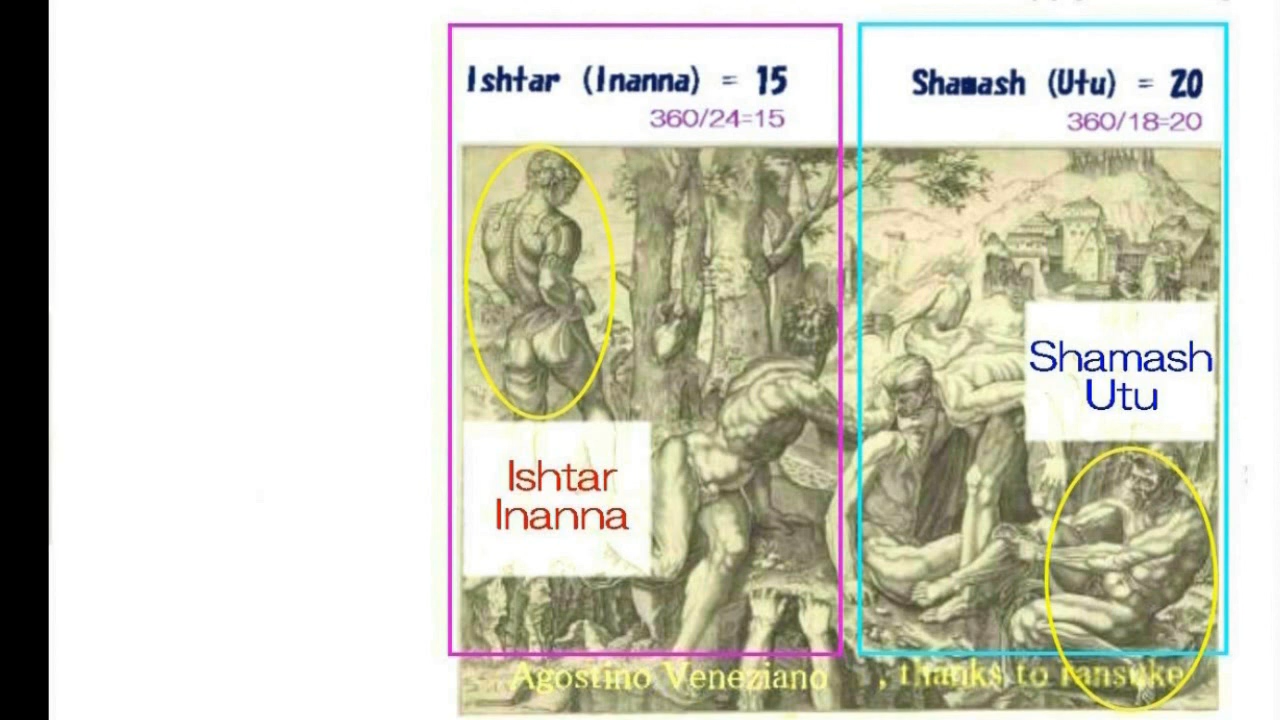 Ishtar (Inanna) = 15
360/24=15
Shamash (Utu) = 20
360/18=20
Shamash
Utu
Ishtar
Inanna
Agostino Veneziano , thanks to ransuke